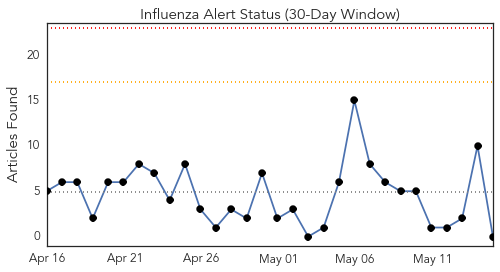 Influenza Alert Status (30-Day Window)
Articles Found
20
15
10
5
0
Apr 16 Apr 21 Apr 26 May 01 May 06 May 11